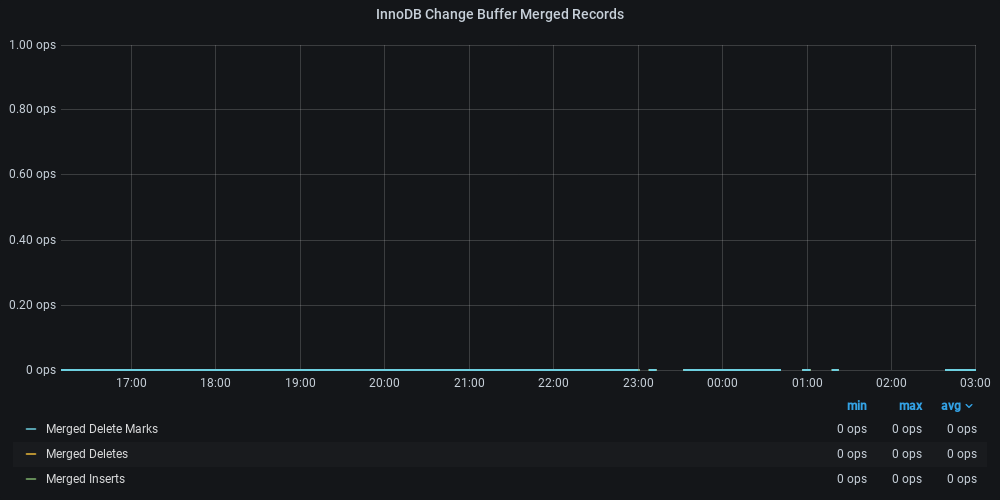 InnoDB Change Buffer Merged Records
1.00 ops
0.80 ops
0.60 ops
0.40 ops
0.20 ops
0 ops
17:00 18:00 19:00 20:00 21:00 22:00 23:00 00:00 01:00 02:00 03:00
min max avg
Merged Delete Marks 0 ops 0 ops 0 ops
Merged Deletes 0 ops 0 ops 0 ops
Merged Inserts 0 ops 0 ops 0 ops